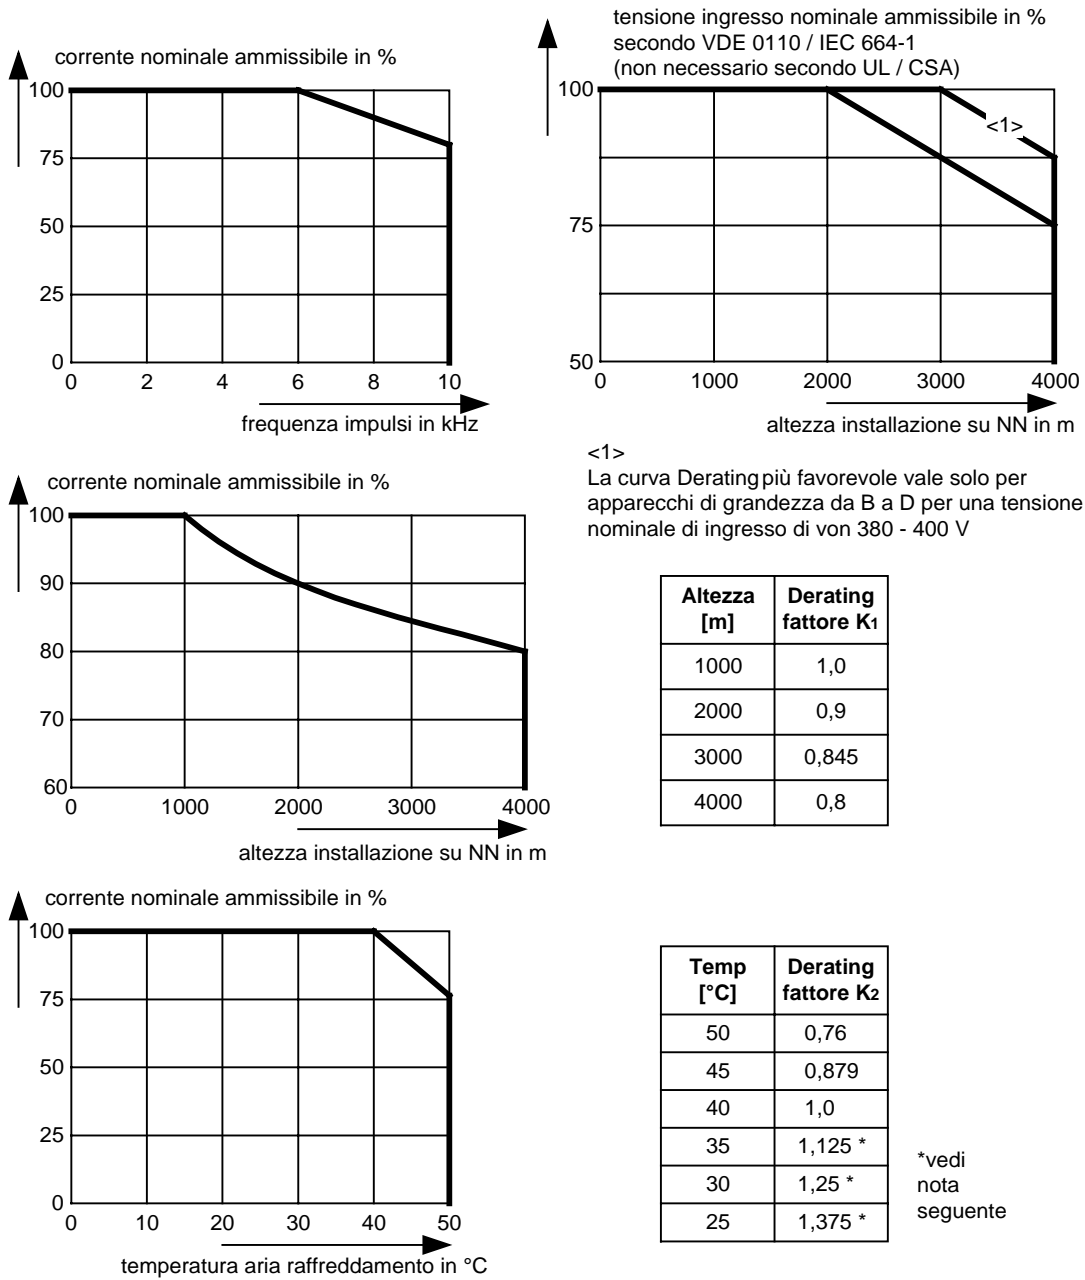 corrente nominale ammissibile in %
100
75
50
25
0
0 2 4 6 8 10
frequenza impulsi in kHz
tensione ingresso nominale ammissibile in %
secondo VDE 0110 / IEC 664-1
(non necessario secondo UL / CSA)
100
<1>
75
50
0 1000 2000 3000 4000
altezza installazione su NN in m
<1>
La curva Derating più favorevole vale solo per
apparecchi di grandezza da B a D per una tensione
nominale di ingresso di von 380 - 400 V
corrente nominale ammissibile in %
100
90
80
70
60
0 1000 2000 3000 4000
altezza installazione su NN in m
Altezza [m] Derating fattore K1
1000 1,0
2000 0,9
3000 0,845
4000 0,8
corrente nominale ammissibile in %
100
75
50
25
0
0 10 20 30 40 50
temperatura aria raffreddamento in °C
Temp [°C] Derating fattore K2
50 0,76
45 0,879
40 1,0
35 1,125 *
30 1,25 *
25 1,375 *
*vedi
nota
seguente